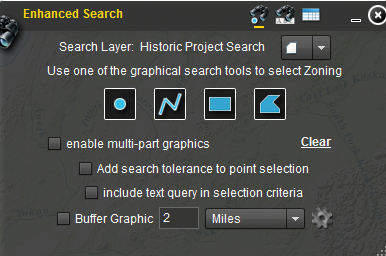 Enhanced Search
Search Layer: Historic Project Search
Use one of the graphical search tools to select Zoning
enable multi-part graphics Clear
Add search tolerance to point selection
include text query in selection criteria
Buffer Graphic 2 Miles